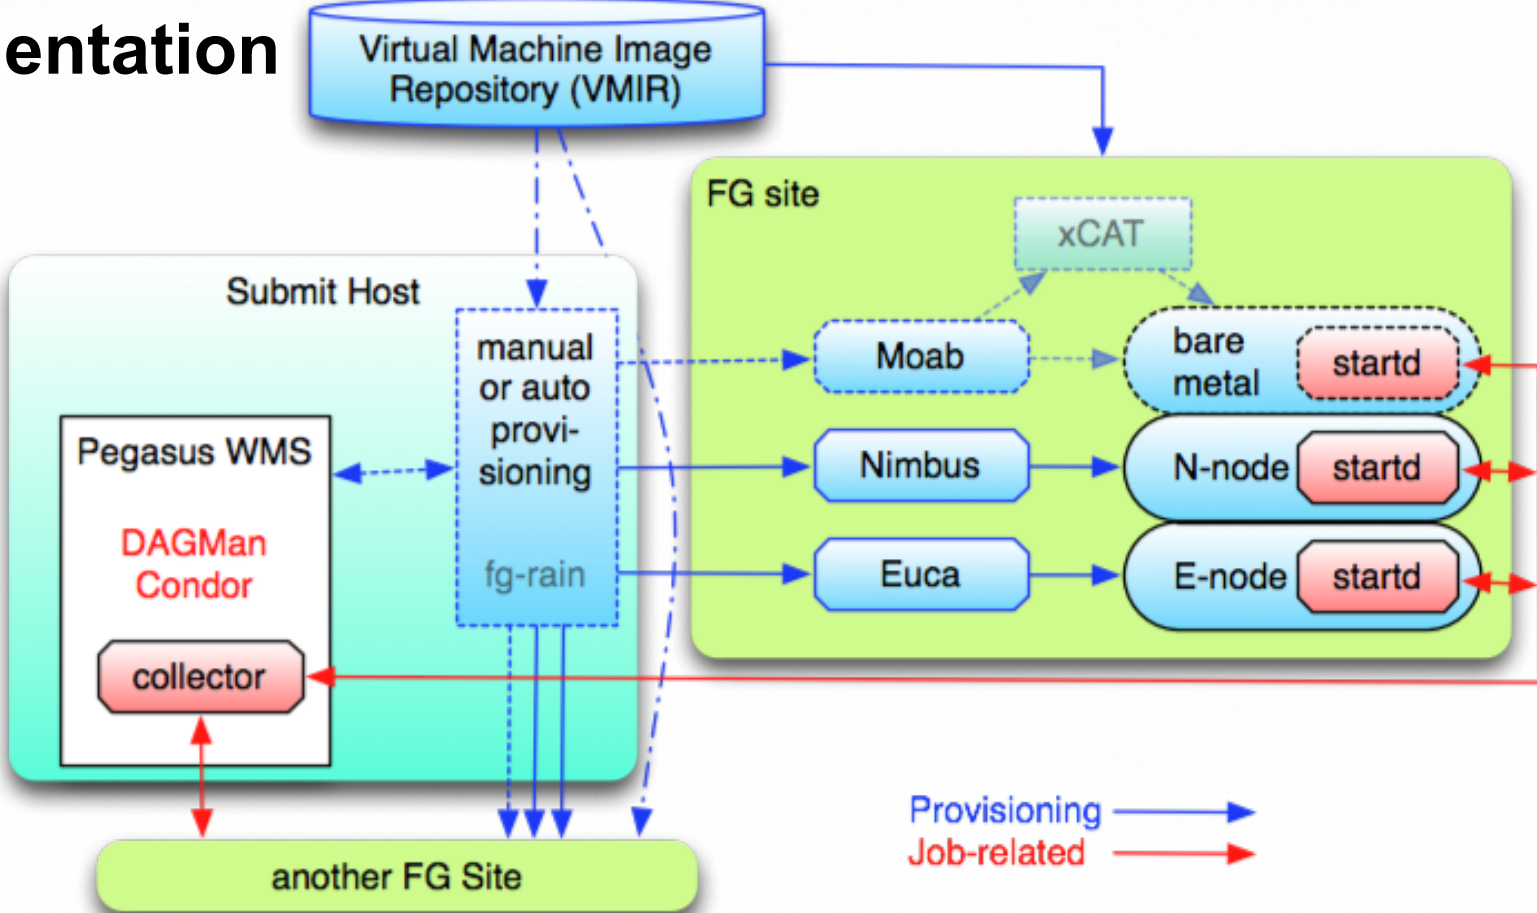 entation
Virtual Machine Image
Repository (VMIR)
FG site
xCAT
Submit Host
manual
or auto
provi-
sioning
fg-rain
Moab
bare
metal
startd
Pegasus WMS
Nimbus
N-node
startd
DAGMan
Condor
Euca
E-node
startd
collector
Provisioning
Job-related
another FG Site